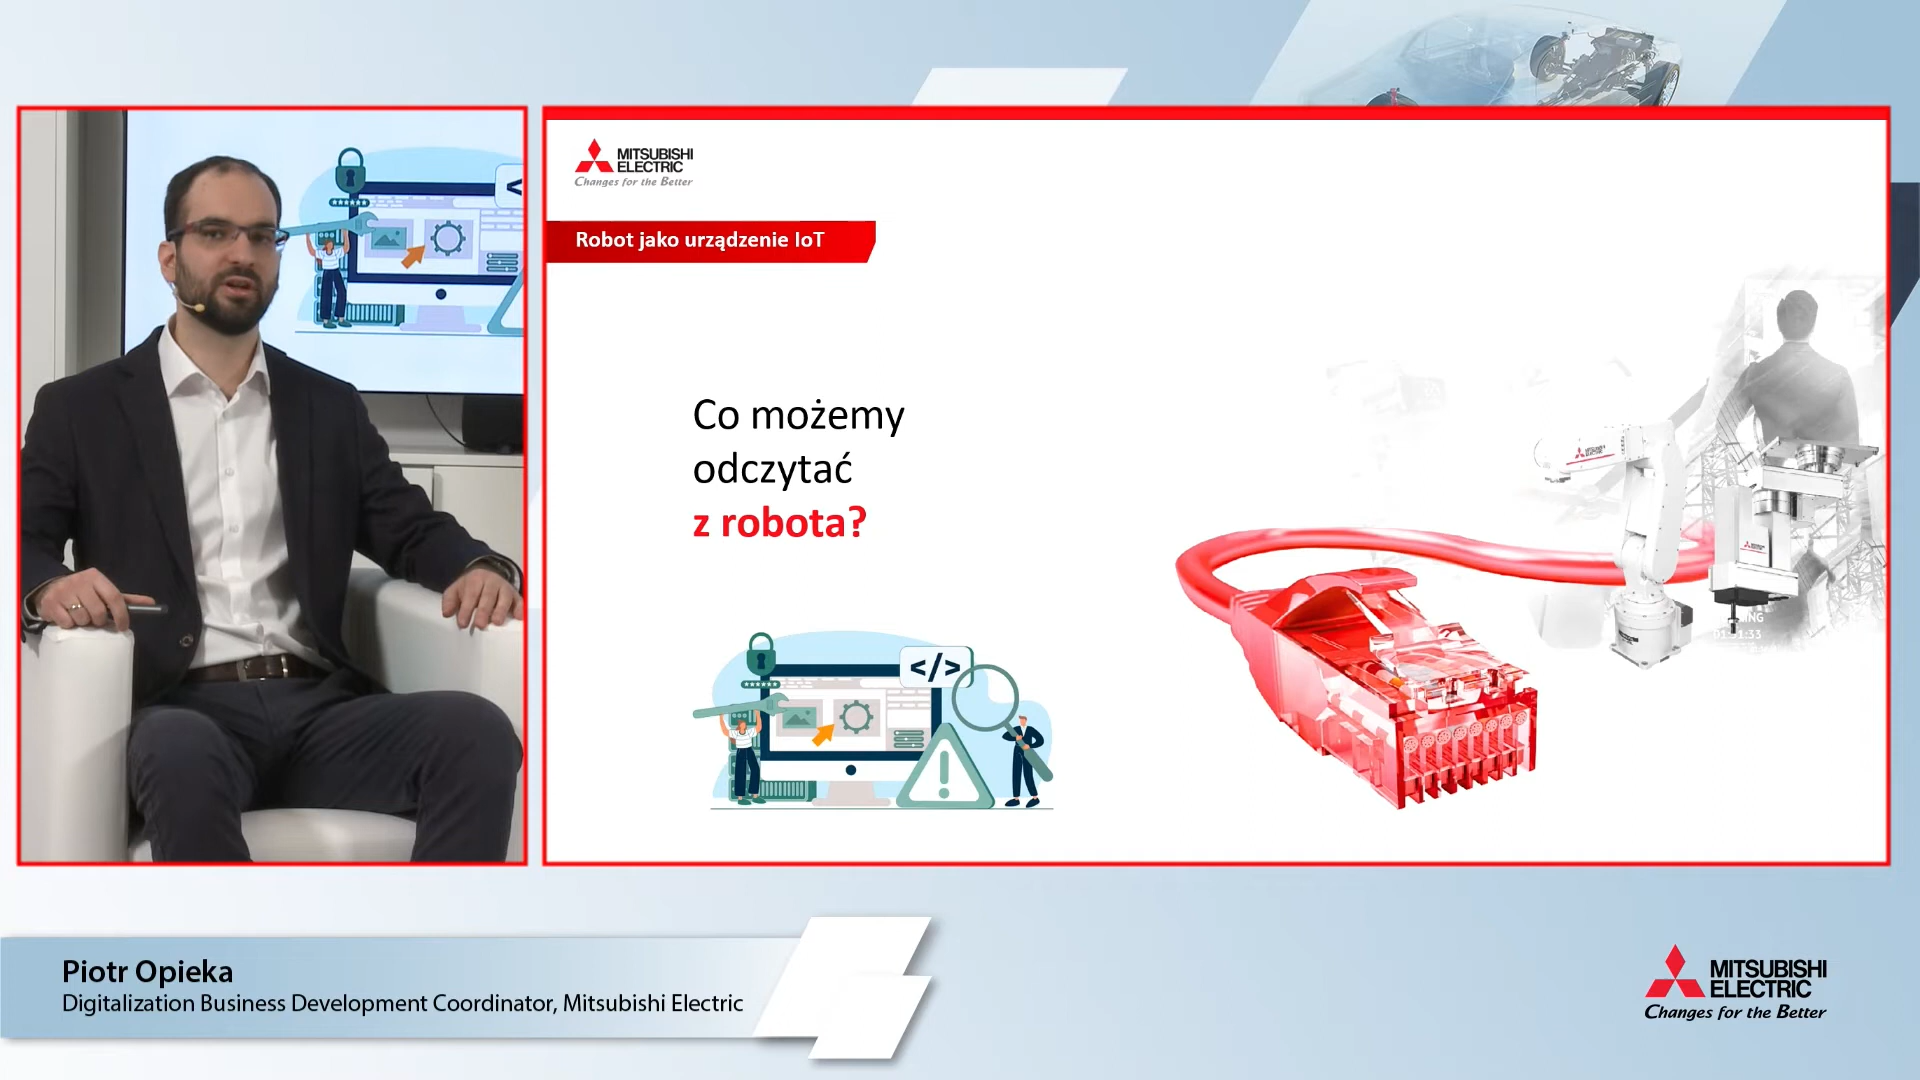 MITSUBISHI
ELECTRIC
Changes for the Better
Robot jako urządzenie IoT
Co możemy
odczytać
z robota?
</>
Piotr Opieka
Digitalization Business Development Coordinator, Mitsubishi Electric
MITSUBISHI
ELECTRIC
Changes for the Better